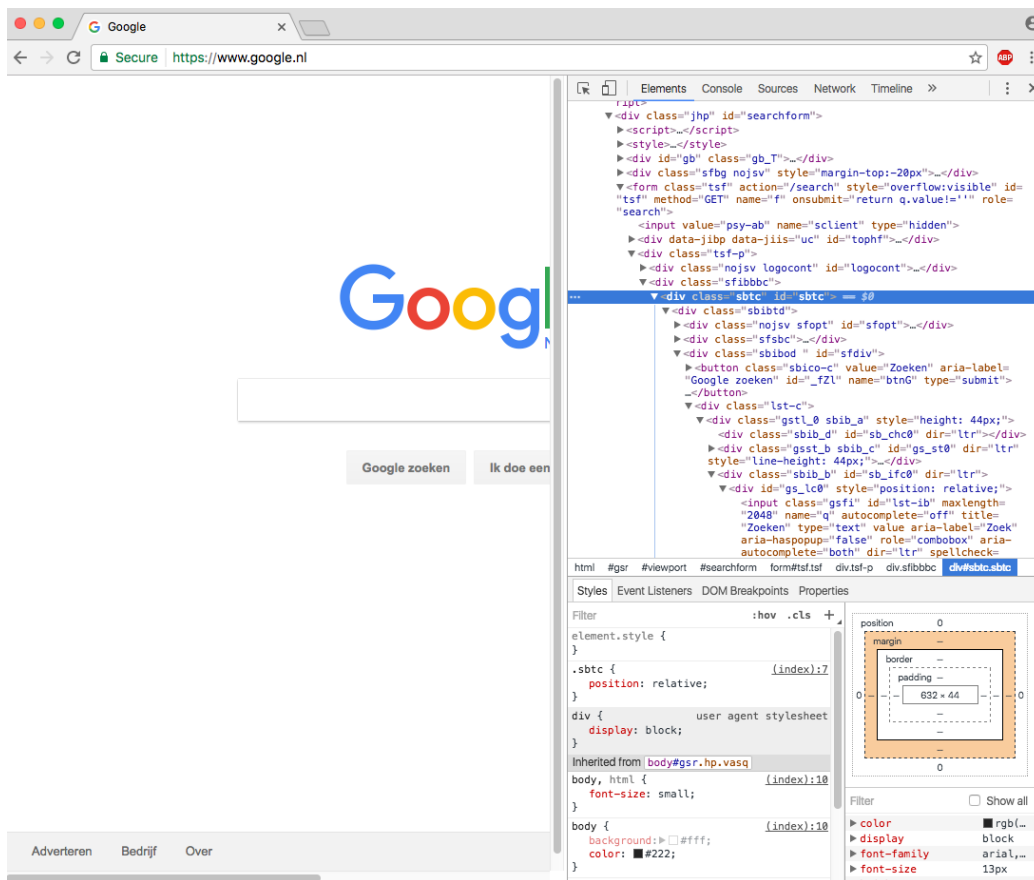 Google
Secure https://www.google.nl
ABP
Elements Console Sources Network Timeline »
ript>
▼<div class="jhp" id="searchform">
▶<script>…</script>
▶<style>…</style>
▶<div id="gb" class="gb_T">…</div>
▶<div class="sfbg nojsv" style="margin-top:-20px">…</div>
▼<form class="tsf" action="/search" style="overflow:visible" id=
"tsf" method="GET" name="f" onsubmit="return q.value!=''" role=
"search">
<input value="psy-ab" name="sclient" type="hidden">
▶<div data-jibp data-jiis="uc" id="tophf">…</div>
▼<div class="tsf-p">
▶<div class="nojsv logocont" id="logocont">…</div>
▼<div class="sfibbbc">
… ▼<div class="sbtc" id="sbtc"> == $0
▼<div class="sbibtd">
▶<div class="nojsv sfopt" id="sfopt">…</div>
▶<div class="sfsbc">…</div>
▼<div class="sbibod " id="sfdiv">
▶<button class="sbico-c" value="Zoeken" aria-label=
"Google zoeken" id="_fZl" name="btnG" type="submit">
…</button>
▼<div class="lst-c">
▼<div class="gstl_0 sbib_a" style="height: 44px;">
<div class="sbib_d" id="sb_chc0" dir="ltr"></div>
▶<div class="gsst_b sbib_c" id="gs_st0" dir="ltr"
style="line-height: 44px;">…</div>
▼<div class="sbib_b" id="sb_ifc0" dir="ltr">
▼<div id="gs_lc0" style="position: relative;">
<input class="gsfi" id="lst-ib" maxlength=
"2048" name="q" autocomplete="off" title=
"Zoeken" type="text" value aria-label="Zoek"
aria-haspopup="false" role="combobox" aria-
autocomplete="both" dir="ltr" spellcheck=
html #gsr #viewport #searchform form#tsf.tsf div.tsf-p div.sfibbbc div#sbtc.sbtc
Styles Event Listeners DOM Breakpoints Properties
Filter :hov .cls +
element.style {
}
.sbtc { (index):7
position: relative;
}
div { user agent stylesheet
display: block;
}
Inherited from body#gsr.hp.vasq
body, html { (index):10
font-size: small;
}
body { (index):10
background:▶ #fff;
color: #222;
}
position 0
margin –
border –
padding –
0 – – – 632 × 44 – – – 0
–
–
–
0
Filter Show all
▶ color rgb(…
▶ display block
▶ font-family arial,…
▶ font-size 13px
Googl
N
Google zoeken Ik doe een
Adverteren Bedrijf Over